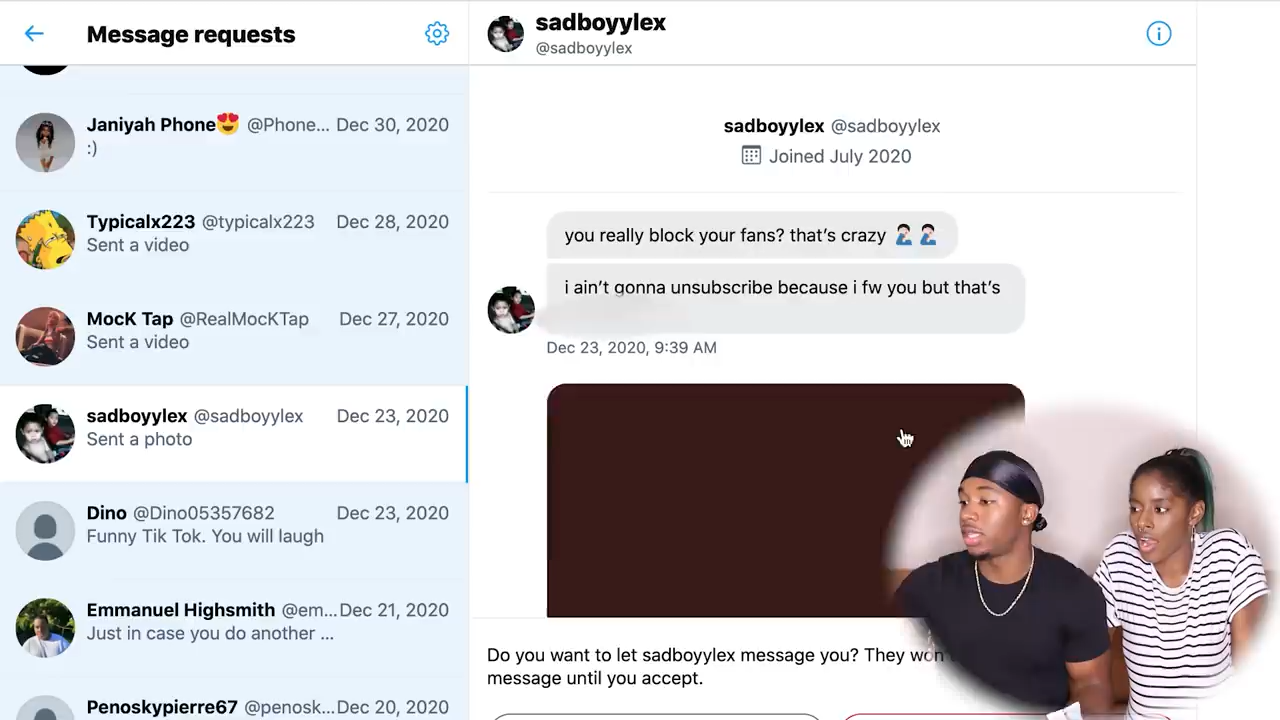 Message requests
Janiyah Phone😍 @Phone... Dec 30, 2020
:)
Typicalx223 @typicalx223 Dec 28, 2020
Sent a video
MocK Tap @RealMocKTap Dec 27, 2020
Sent a video
sadboyylex @sadboyylex Dec 23, 2020
Sent a photo
Dino @Dino05357682 Dec 23, 2020
Funny Tik Tok. You will laugh
Emmanuel Highsmith @em... Dec 21, 2020
Just in case you do another ...
Penoskypierre67 @penosk... Dec 20, 2020
sadboyylex
@sadboyylex
sadboyylex @sadboyylex
Joined July 2020
you really block your fans? that's crazy 🤦🏻‍♂️ 🤦🏻‍♂️
i ain't gonna unsubscribe because i fw you but that's
Dec 23, 2020, 9:39 AM
Do you want to let sadboyylex message you? They
message until you accept.